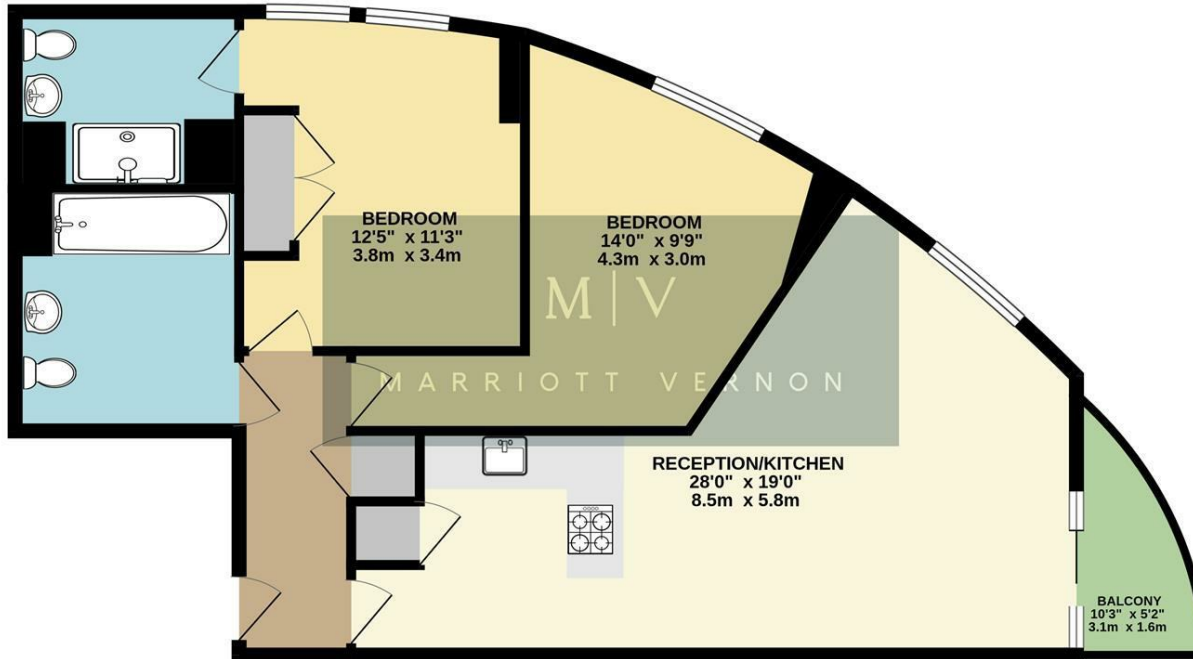 BEDROOM
12'5" x 11'3"
3.8m x 3.4m
BEDROOM
14'0" x 9'9"
4.3m x 3.0m
M|V
MARRIOTT VERNON
RECEPTION/KITCHEN
28'0" x 19'0"
8.5m x 5.8m
BALCONY
10'3" x 5'2"
3.1m x 1.6m